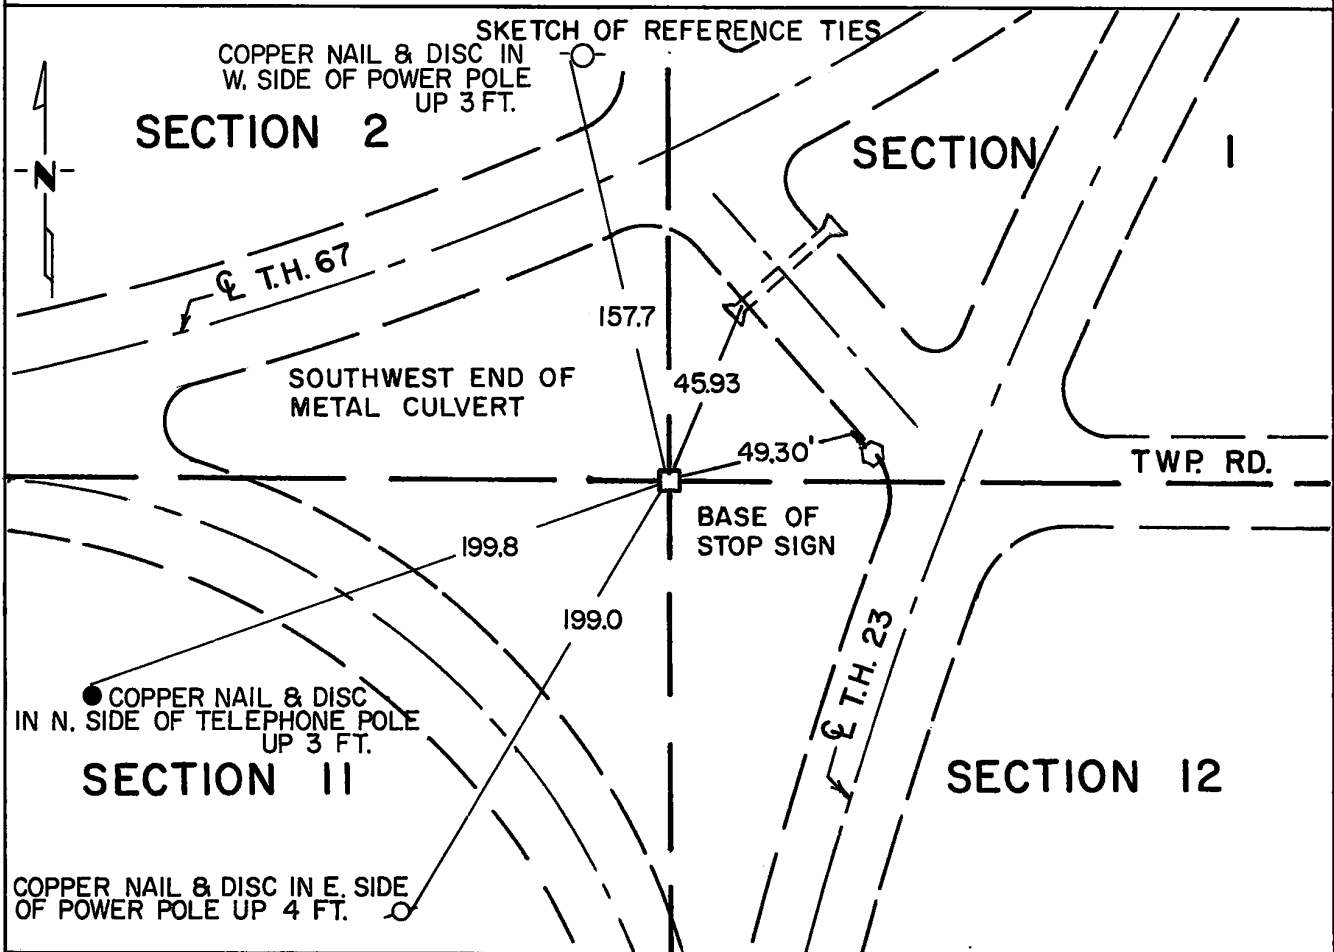 SKETCH OF REFERENCE TIES
COPPER NAIL & DISC IN
W. SIDE OF POWER POLE
UP 3 FT.
SECTION 2
SECTION 1
N
℄ T.H. 67
157.7
SOUTHWEST END OF
METAL CULVERT
45.93
49.30'
TWP. RD.
BASE OF
STOP SIGN
199.8
199.0
℄ T.H. 23
COPPER NAIL & DISC
IN N. SIDE OF TELEPHONE POLE
UP 3 FT.
SECTION 11
SECTION 12
COPPER NAIL & DISC IN E. SIDE
OF POWER POLE UP 4 FT.